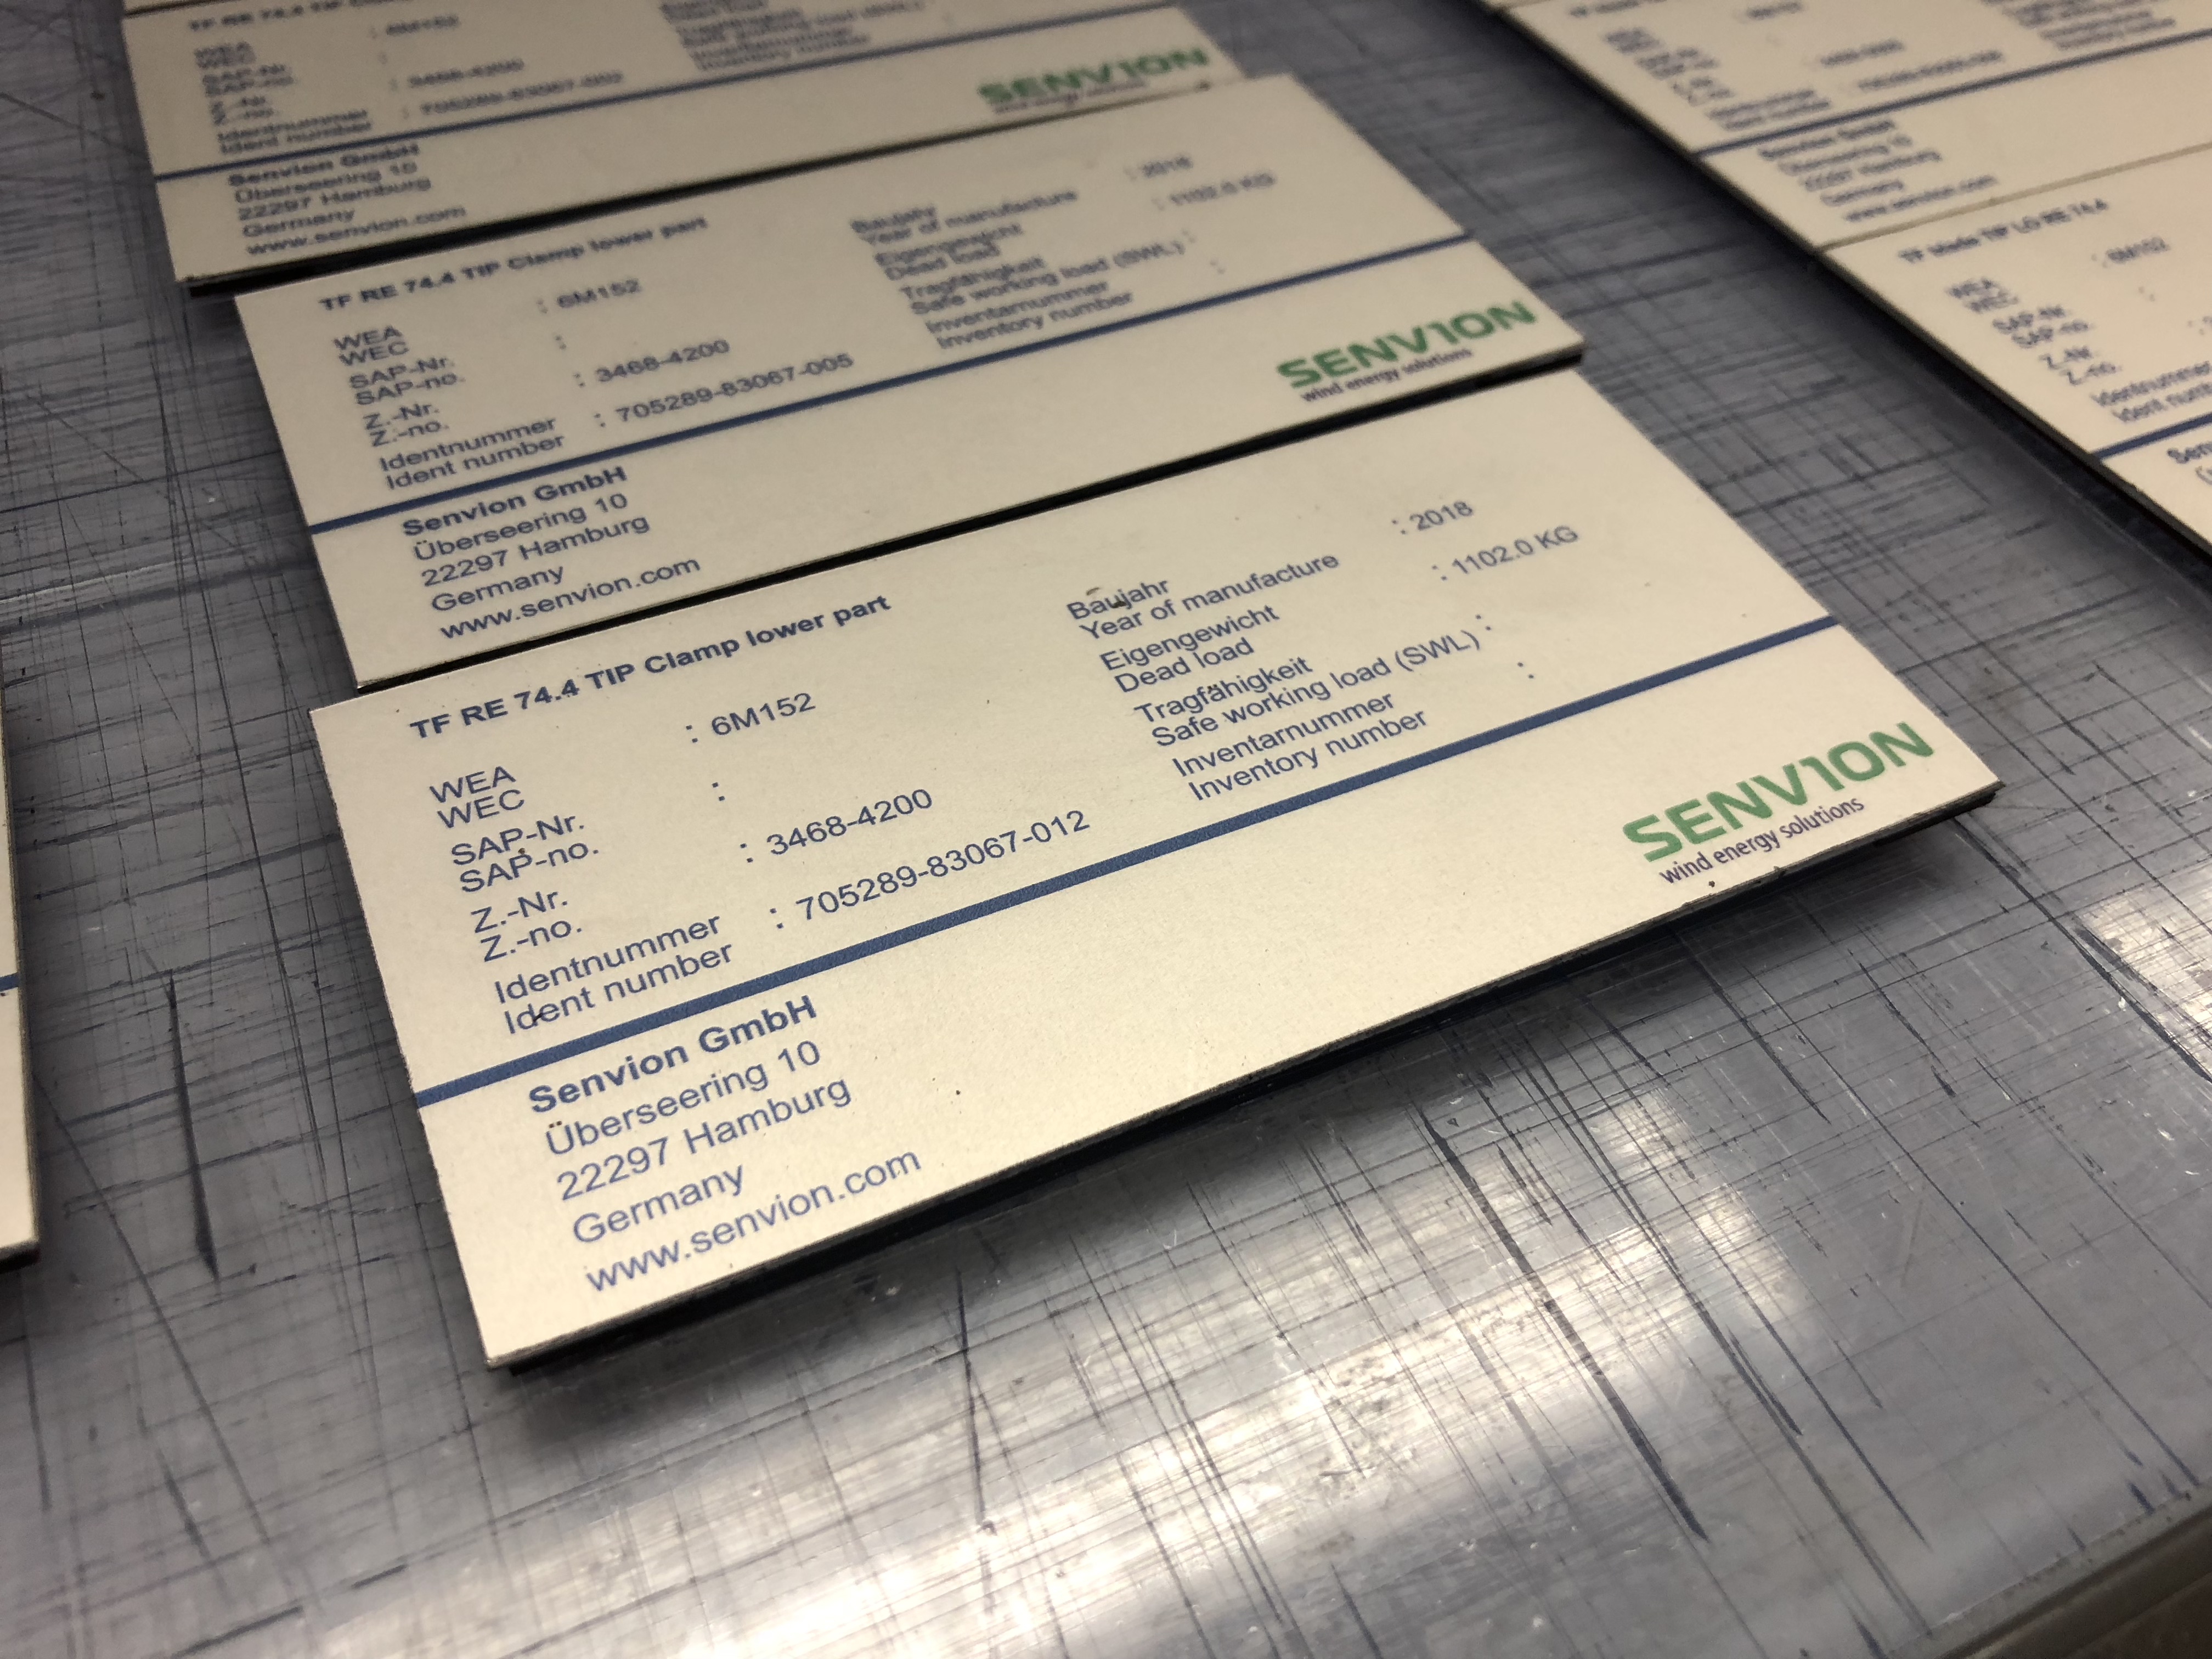 TF RE 74.4 TIP
WEA : 6M152
WEC
SAP-Nr.
SAP-no.
Z.-Nr. : 3468-4200
Z.-no.
Identnummer : 705289-83067-002
Ident number
Inventarnummer
Inventory number
SENVION
wind energy solutions
Senvion GmbH
Überseering 10
22297 Hamburg
Germany
www.senvion.com
TF RE 74.4 TIP Clamp lower part
WEA : 6M152
WEC
SAP-Nr. :
SAP-no.
Z.-Nr. : 3468-4200
Z.-no.
Identnummer : 705289-83067-005
Ident number
Baujahr : 2018
Year of manufacture
Eigengewicht : 1102.0 KG
Dead load
Tragfähigkeit
Safe working load (SWL) :
Inventarnummer :
Inventory number
SENVION
wind energy solutions
Senvion GmbH
Überseering 10
22297 Hamburg
Germany
www.senvion.com
TF RE 74.4 TIP Clamp lower part
WEA : 6M152
WEC
SAP-Nr. :
SAP-no.
Z.-Nr. : 3468-4200
Z.-no.
Identnummer : 705289-83067-012
Ident number
Baujahr : 2018
Year of manufacture
Eigengewicht : 1102.0 KG
Dead load
Tragfähigkeit
Safe working load (SWL) :
Inventarnummer :
Inventory number
SENVION
wind energy solutions
Senvion GmbH
Überseering 10
22297 Hamburg
Germany
www.senvion.com
Senvion GmbH
Überseering 10
22297 Hamburg
Germany
www.senvion.com
TF blade TIP LO RE 74.4
WEA : 6M152
WEC
SAP-Nr. :
SAP-no.
Z.-Nr.
Z.-no.
Identnummer